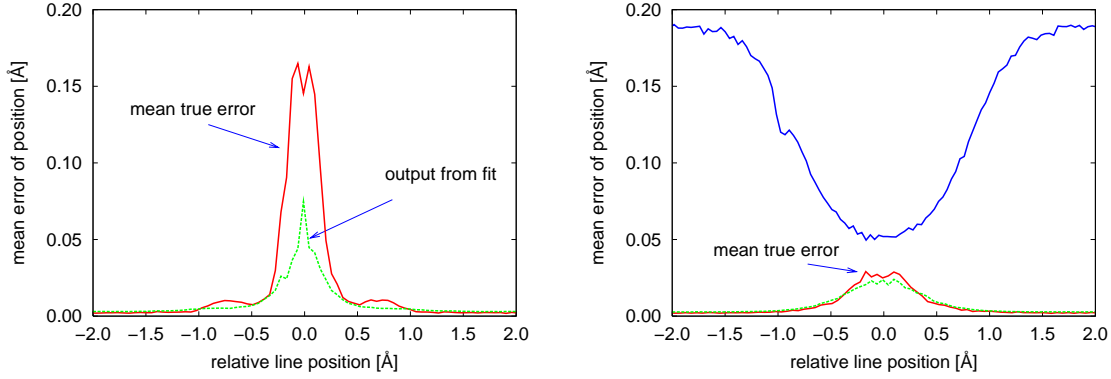 0.20
0.15
0.10
0.05
0.00
mean error of position [Å]
mean true error
output from fit
−2.0 −1.5 −1.0 −0.5 0.0 0.5 1.0 1.5 2.0
relative line position [Å]
0.20
0.15
0.10
0.05
0.00
mean error of position [Å]
mean true error
−2.0 −1.5 −1.0 −0.5 0.0 0.5 1.0 1.5 2.0
relative line position [Å]